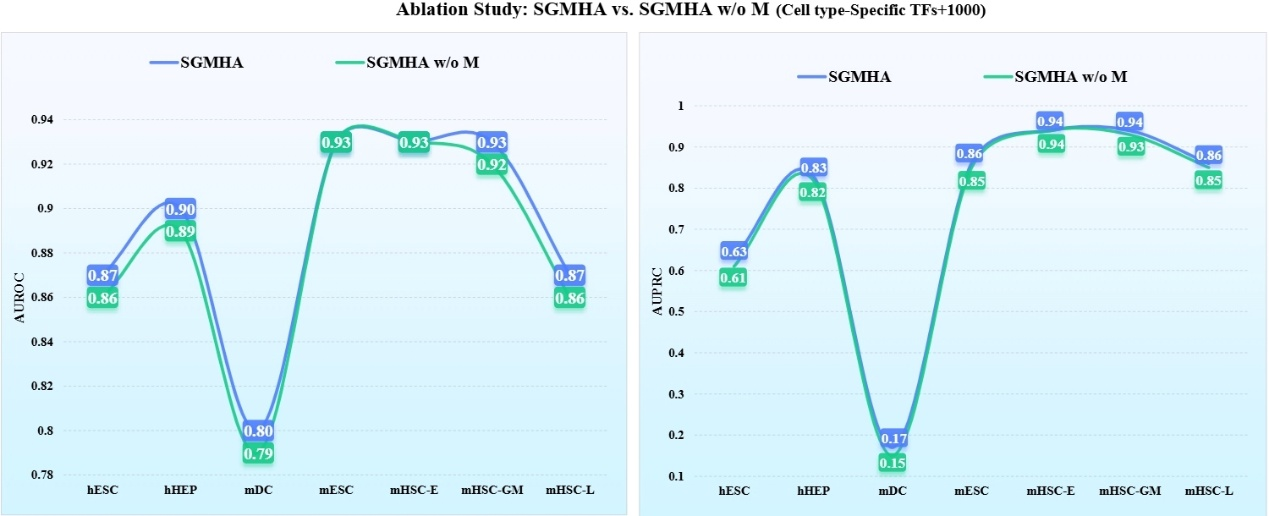 Ablation Study: SGMHA vs. SGMHA w/o M (Cell type-Specific TFs+1000)
SGMHA SGMHA w/o M
AUROC
0.94
0.92
0.9
0.88
0.86
0.84
0.82
0.8
0.78
0.87 0.90 0.80 0.93 0.93 0.93 0.87
0.86 0.89 0.79 0.92 0.86
hESC hHEP mDC mESC mHSC-E mHSC-GM mHSC-L
SGMHA SGMHA w/o M
AUPRC
1
0.9
0.8
0.7
0.6
0.5
0.4
0.3
0.2
0.1
0.63 0.83 0.17 0.86 0.94 0.94 0.86
0.61 0.82 0.15 0.85 0.94 0.93 0.85
hESC hHEP mDC mESC mHSC-E mHSC-GM mHSC-L